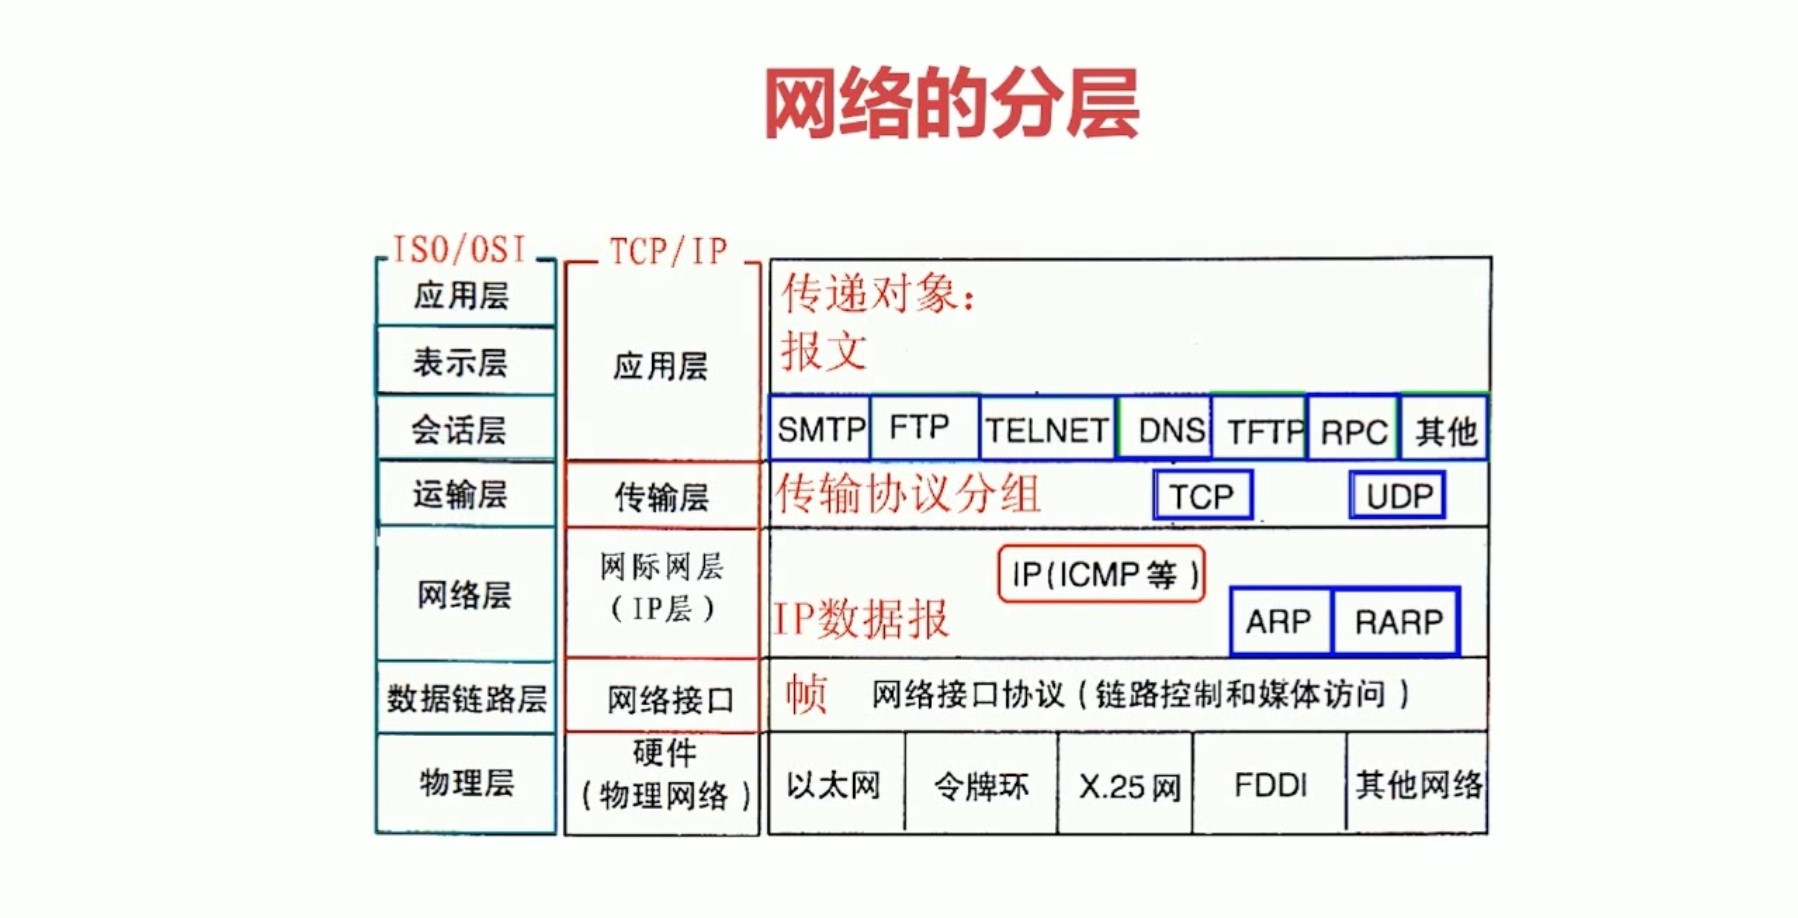 网络的分层
ISO/OSI
TCP/IP
应用层
表示层
会话层
运输层
网络层
数据链路层
物理层
应用层
传输层
网际网层
(IP层)
网络接口
硬件
(物理网络)
传递对象:
报文
SMTP FTP TELNET DNS TFTP RPC 其他
传输协议分组 TCP UDP
IP(ICMP等)
IP数据报 ARP RARP
帧 网络接口协议(链路控制和媒体访问)
以太网 令牌环 X.25网 FDDI 其他网络